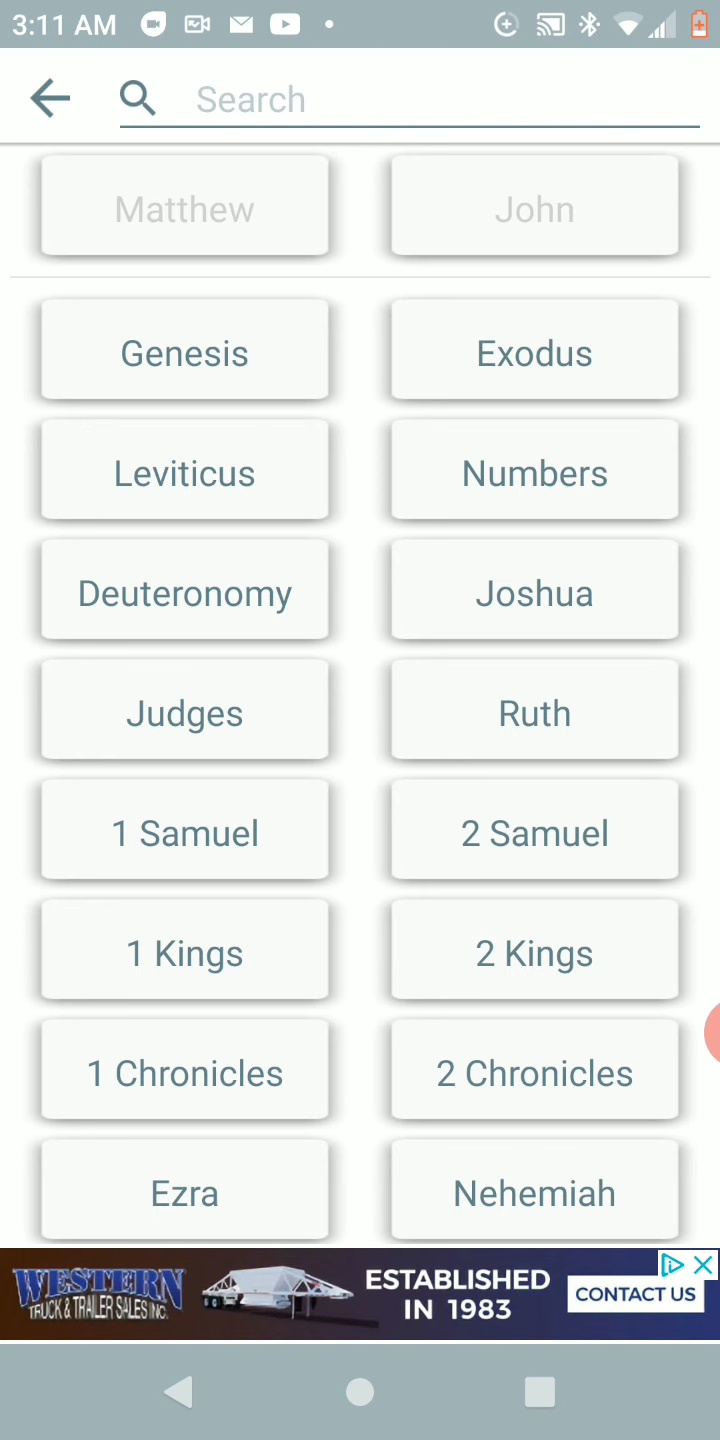 3:11 AM
Search
Matthew
John
Genesis
Exodus
Leviticus
Numbers
Deuteronomy
Joshua
Judges
Ruth
1 Samuel
2 Samuel
1 Kings
2 Kings
1 Chronicles
2 Chronicles
Ezra
Nehemiah
WESTERN
TRUCK & TRAILER SALES INC.
ESTABLISHED
IN 1983
CONTACT US